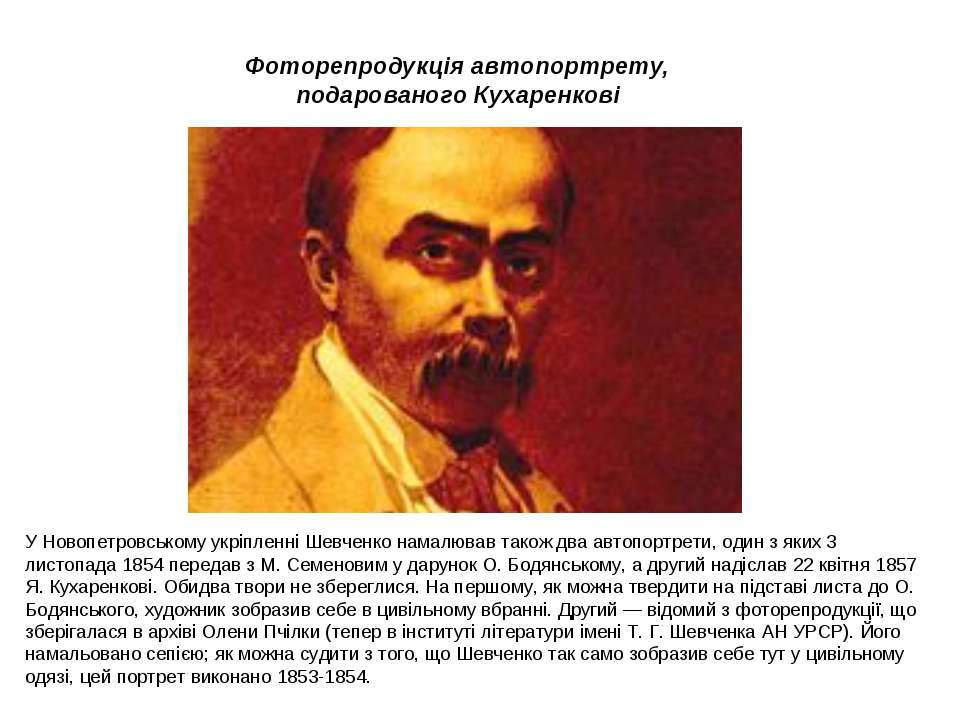 Фоторепродукція автопортрету,
подарованого Кухаренкові
У Новопетровському укріпленні Шевченко намалював також два автопортрети, один з яких 3
листопада 1854 передав з М. Семеновим у дарунок О. Бодянському, а другий надіслав 22 квітня 1857
Я. Кухаренкові. Обидва твори не збереглися. На першому, як можна твердити на підставі листа до О.
Бодянського, художник зобразив себе в цивільному вбранні. Другий — відомий з фоторепродукції, що
зберігалася в архіві Олени Пчілки (тепер в інституті літератури імені Т. Г. Шевченка АН УРСР). Його
намальовано сепією; як можна судити з того, що Шевченко так само зобразив себе тут у цивільному
одязі, цей портрет виконано 1853-1854.